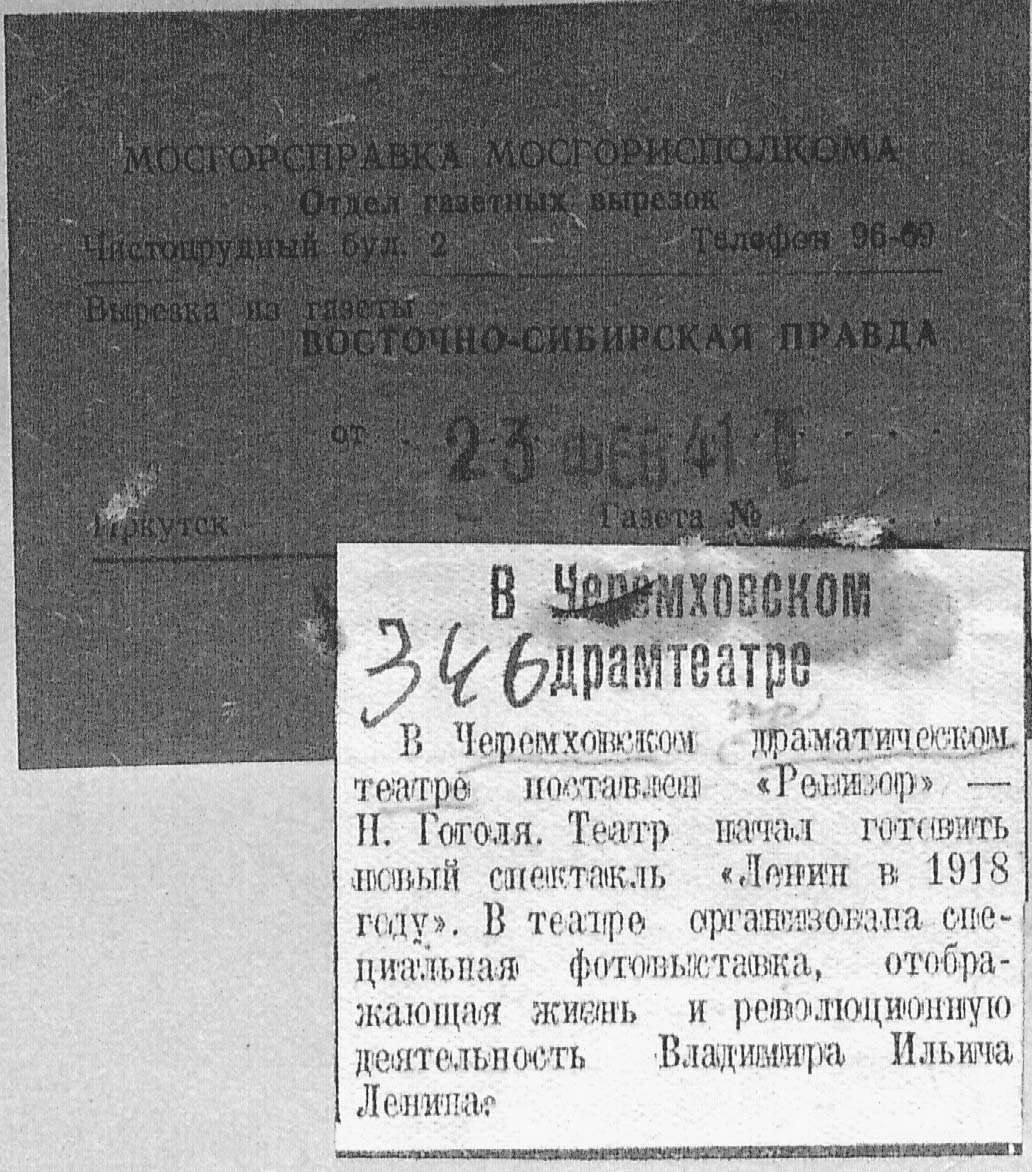 МОСГОРСПРАВКА МОСГОРИСПОЛКОМА
Отдел газетных вырезок
Чистопрудный бул. 2 Телефон 96-69
Вырезка из газеты
ВОСТОЧНО-СИБИРСКАЯ ПРАВДА
от 23 ФЕВ 41
Иркутск Газета №
В Черемховском
346 драмтеатре
В Черемховском драматическом
театре поставлен «Ревизор» —
Н. Гоголя. Театр начал готовить
новый спектакль «Ленин в 1918
году». В театре организована спе-
циальная фотовыставка, отобра-
жающая жизнь и революционную
деятельность Владимира Ильича
Ленина.